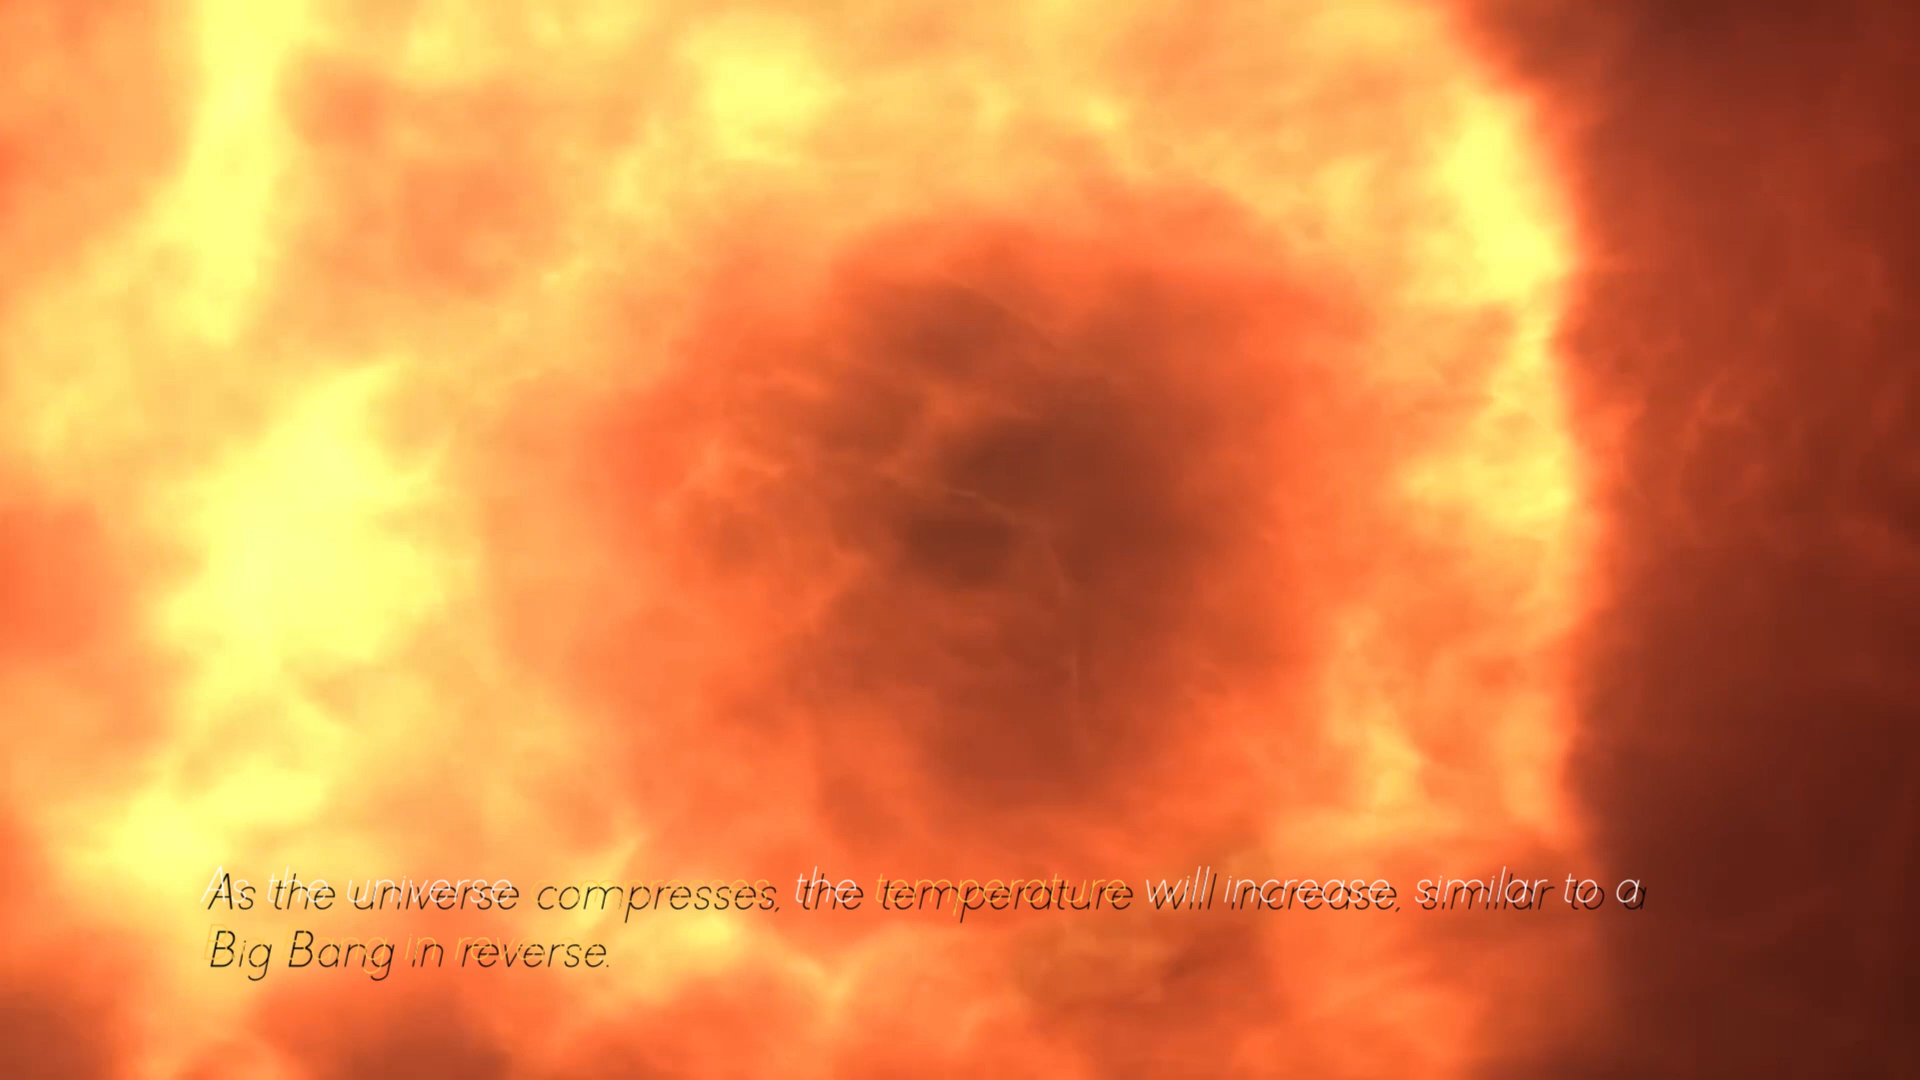 As the universe compresses, the temperature will increase, similar to a
Big Bang in reverse.